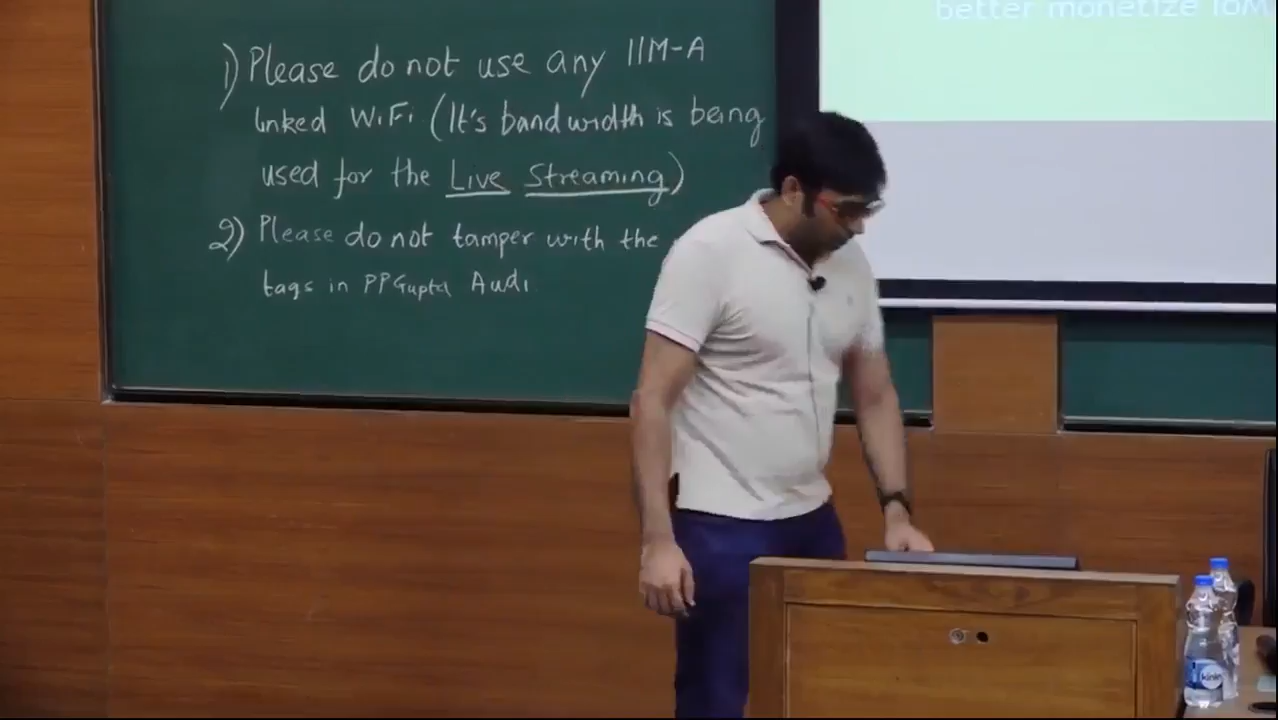 better monetize IoM
1) Please do not use any IIM-A
linked WiFi (It's bandwidth is being
used for the Live Streaming)
2) Please do not tamper with the
tags in PPGupta Audi
kinley